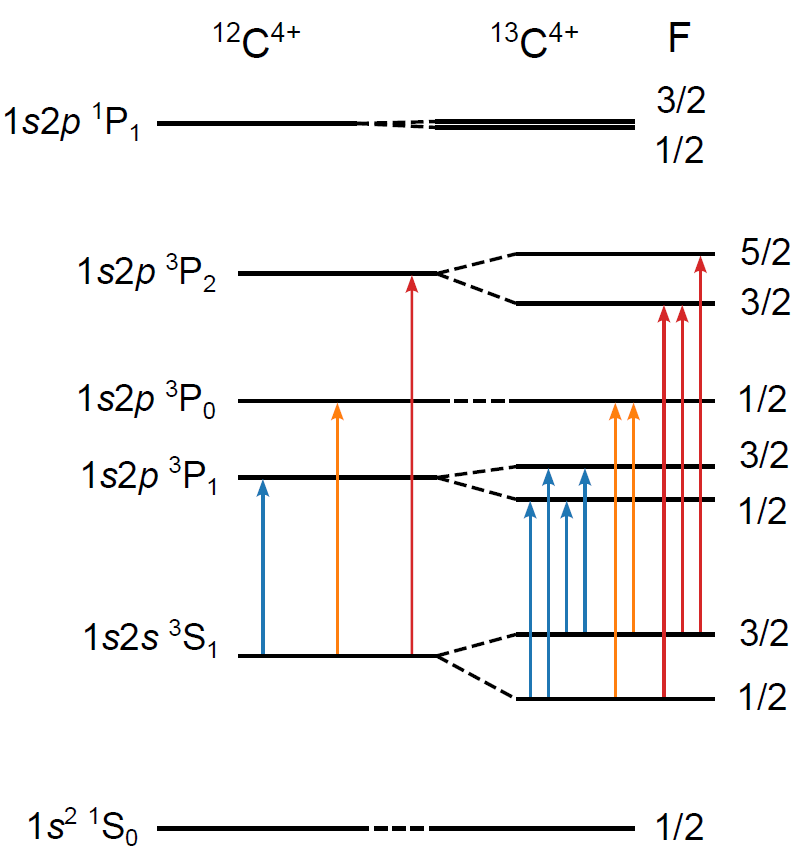 ¹²C⁴⁺ ¹³C⁴⁺ F
1s2p ¹P₁ 3/2
1/2
1s2p ³P₂ 5/2
3/2
1s2p ³P₀ 1/2
1s2p ³P₁ 3/2
1/2
1s2s ³S₁ 3/2
1/2
1s² ¹S₀ 1/2